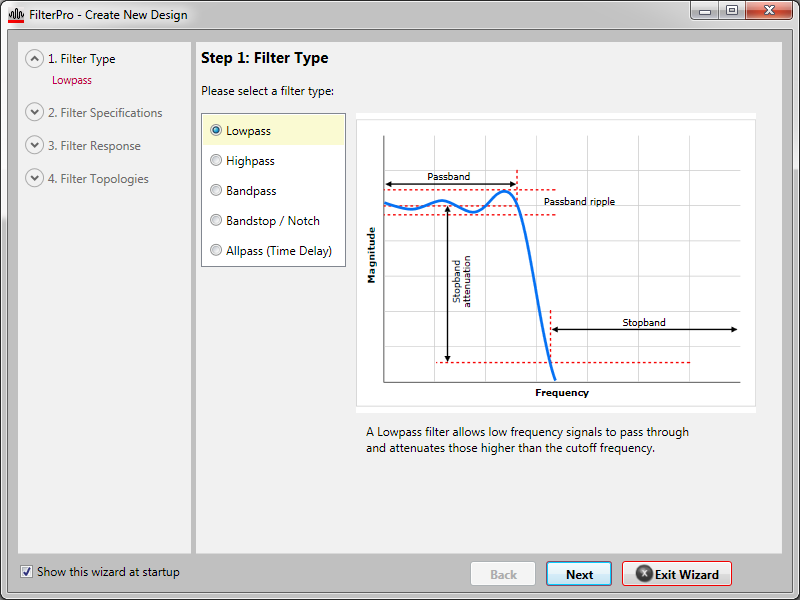 FilterPro - Create New Design
1. Filter Type
Lowpass
2. Filter Specifications
3. Filter Response
4. Filter Topologies
Step 1: Filter Type
Please select a filter type:
Lowpass
Highpass
Bandpass
Bandstop / Notch
Allpass (Time Delay)
Passband
Passband ripple
Magnitude
Stopband
attenuation
Stopband
Frequency
A Lowpass filter allows low frequency signals to pass through
and attenuates those higher than the cutoff frequency.
Show this wizard at startup
Back
Next
Exit Wizard